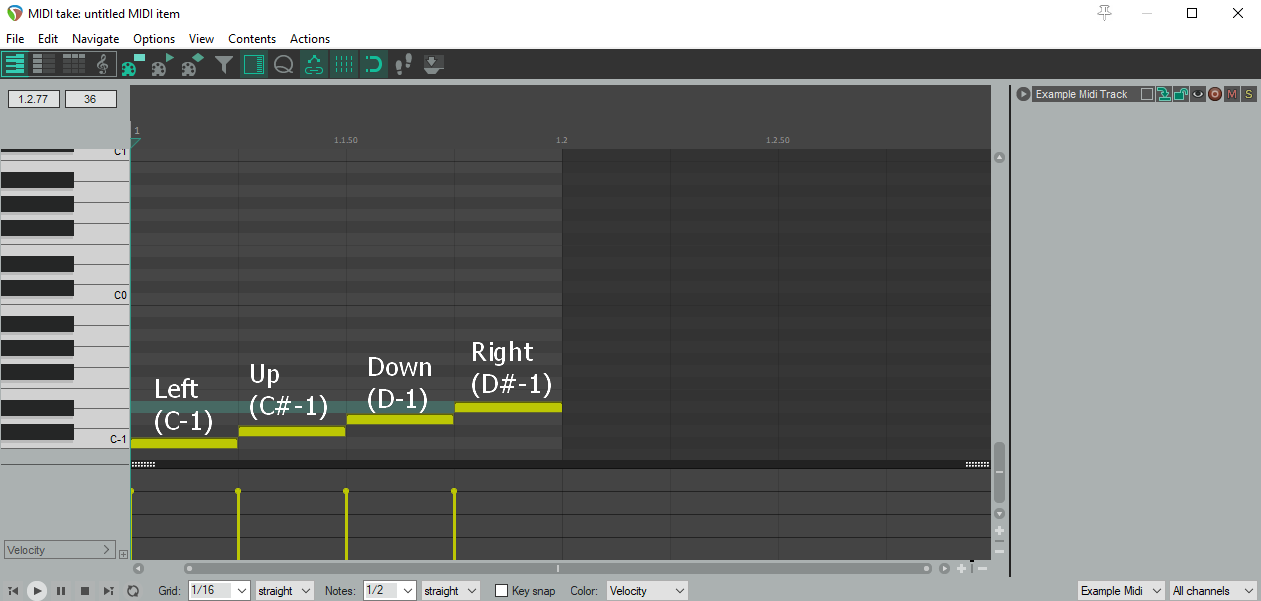 MIDI take: untitled MIDI item
File Edit Navigate Options View Contents Actions
1.2.77 36
Example Midi Track M S
1 1.1.50 1.2 1.2.50
C1
C0
C-1
Left
(C-1)
Up
(C#-1)
Down
(D-1)
Right
(D#-1)
Velocity
Grid: 1/16 straight Notes: 1/2 straight Key snap Color: Velocity Example Midi All channels